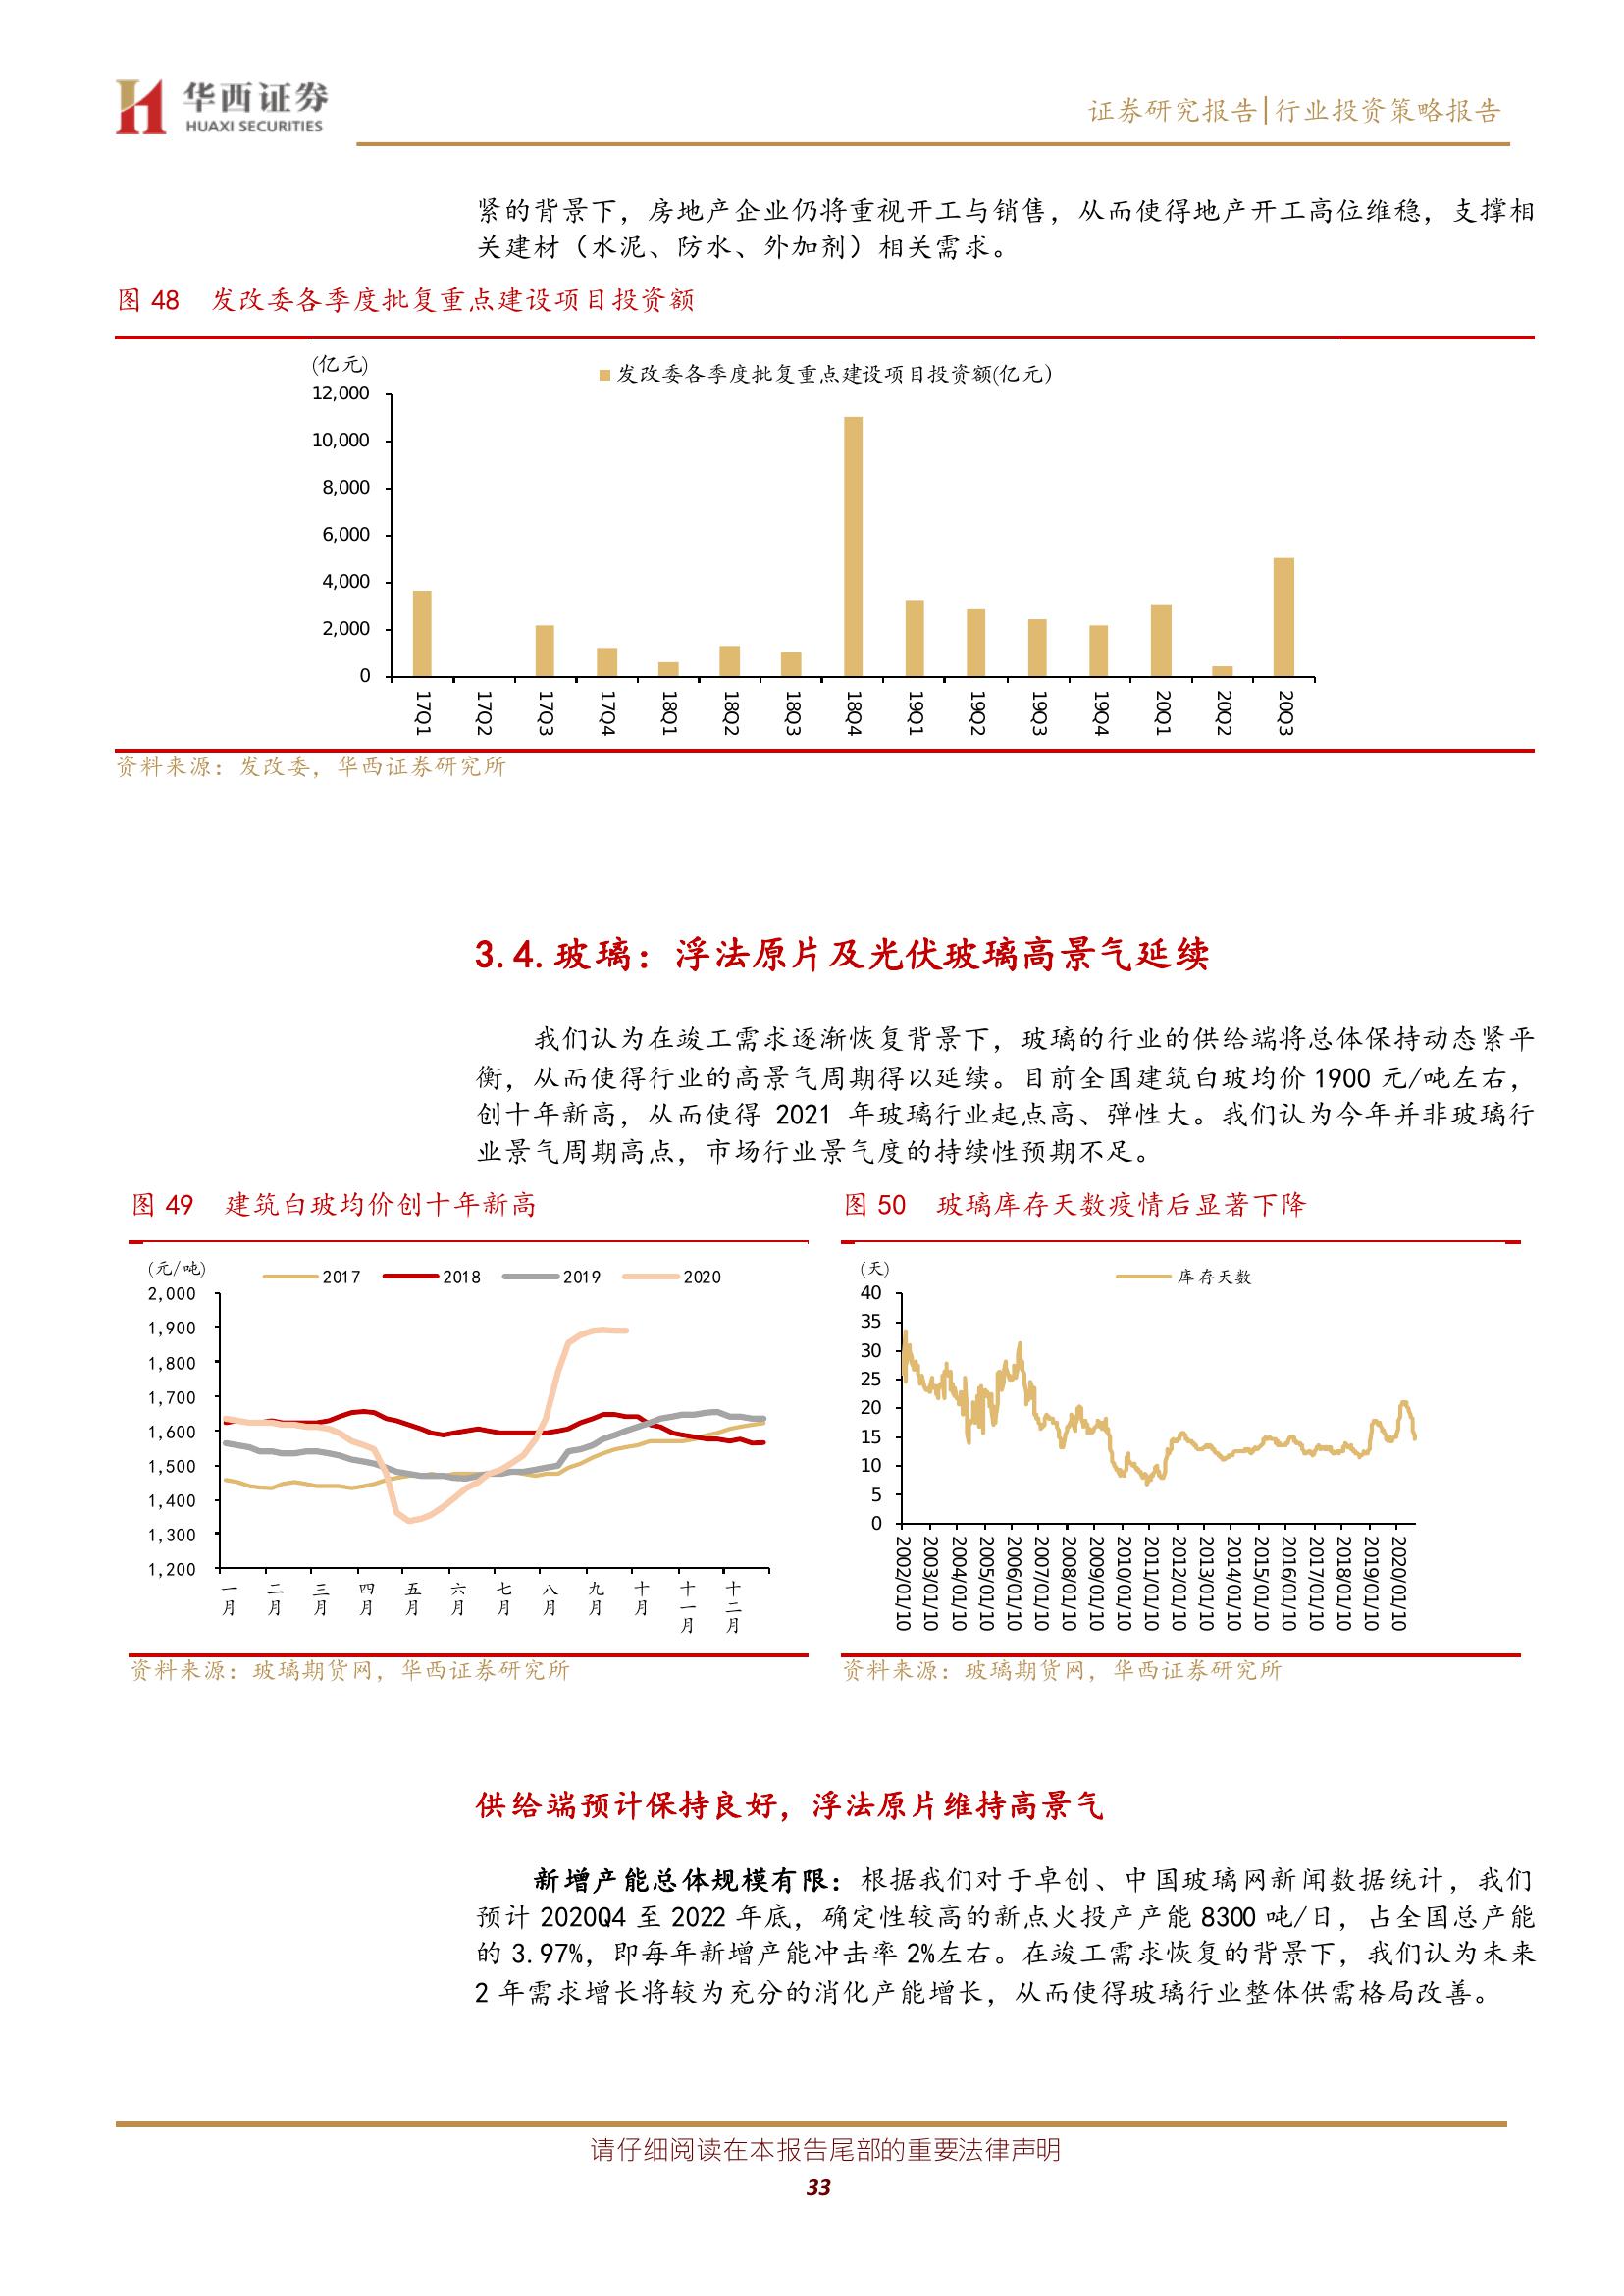 华西证券
HUAXI SECURITIES
证券研究报告|行业投资策略报告
紧的背景下，房地产企业仍将重视开工与销售，从而使得地产开工高位维稳，支撑相
关建材（水泥、防水、外加剂）相关需求。
图 48 发改委各季度批复重点建设项目投资额
(亿元)
发改委各季度批复重点建设项目投资额(亿元)
12,000
10,000
8,000
6,000
4,000
2,000
0
17Q1 17Q2 17Q3 17Q4 18Q1 18Q2 18Q3 18Q4 19Q1 19Q2 19Q3 19Q4 20Q1 20Q2 20Q3
资料来源：发改委，华西证券研究所
3.4.玻璃：浮法原片及光伏玻璃高景气延续
我们认为在竣工需求逐渐恢复背景下，玻璃的行业的供给端将总体保持动态紧平
衡，从而使得行业的高景气周期得以延续。目前全国建筑白玻均价 1900 元/吨左右，
创十年新高，从而使得 2021 年玻璃行业起点高、弹性大。我们认为今年并非玻璃行
业景气周期高点，市场行业景气度的持续性预期不足。
图 49 建筑白玻均价创十年新高
(元/吨)
2017 2018 2019 2020
2,000
1,900
1,800
1,700
1,600
1,500
1,400
1,300
1,200
一月 二月 三月 四月 五月 六月 七月 八月 九月 十月 十一月 十二月
资料来源：玻璃期货网，华西证券研究所
图 50 玻璃库存天数疫情后显著下降
(天)
库存天数
40
35
30
25
20
15
10
5
0
2002/01/10 2003/01/10 2004/01/10 2005/01/10 2006/01/10 2007/01/10 2008/01/10 2009/01/10 2010/01/10 2011/01/10 2012/01/10 2013/01/10 2014/01/10 2015/01/10 2016/01/10 2017/01/10 2018/01/10 2019/01/10 2020/01/10
资料来源：玻璃期货网，华西证券研究所
供给端预计保持良好，浮法原片维持高景气
新增产能总体规模有限：根据我们对于卓创、中国玻璃网新闻数据统计，我们
预计 2020Q4 至 2022 年底，确定性较高的新点火投产产能 8300 吨/日，占全国总产能
的 3.97%，即每年新增产能冲击率 2%左右。在竣工需求恢复的背景下，我们认为未来
2 年需求增长将较为充分的消化产能增长，从而使得玻璃行业整体供需格局改善。
请仔细阅读在本报告尾部的重要法律声明
33